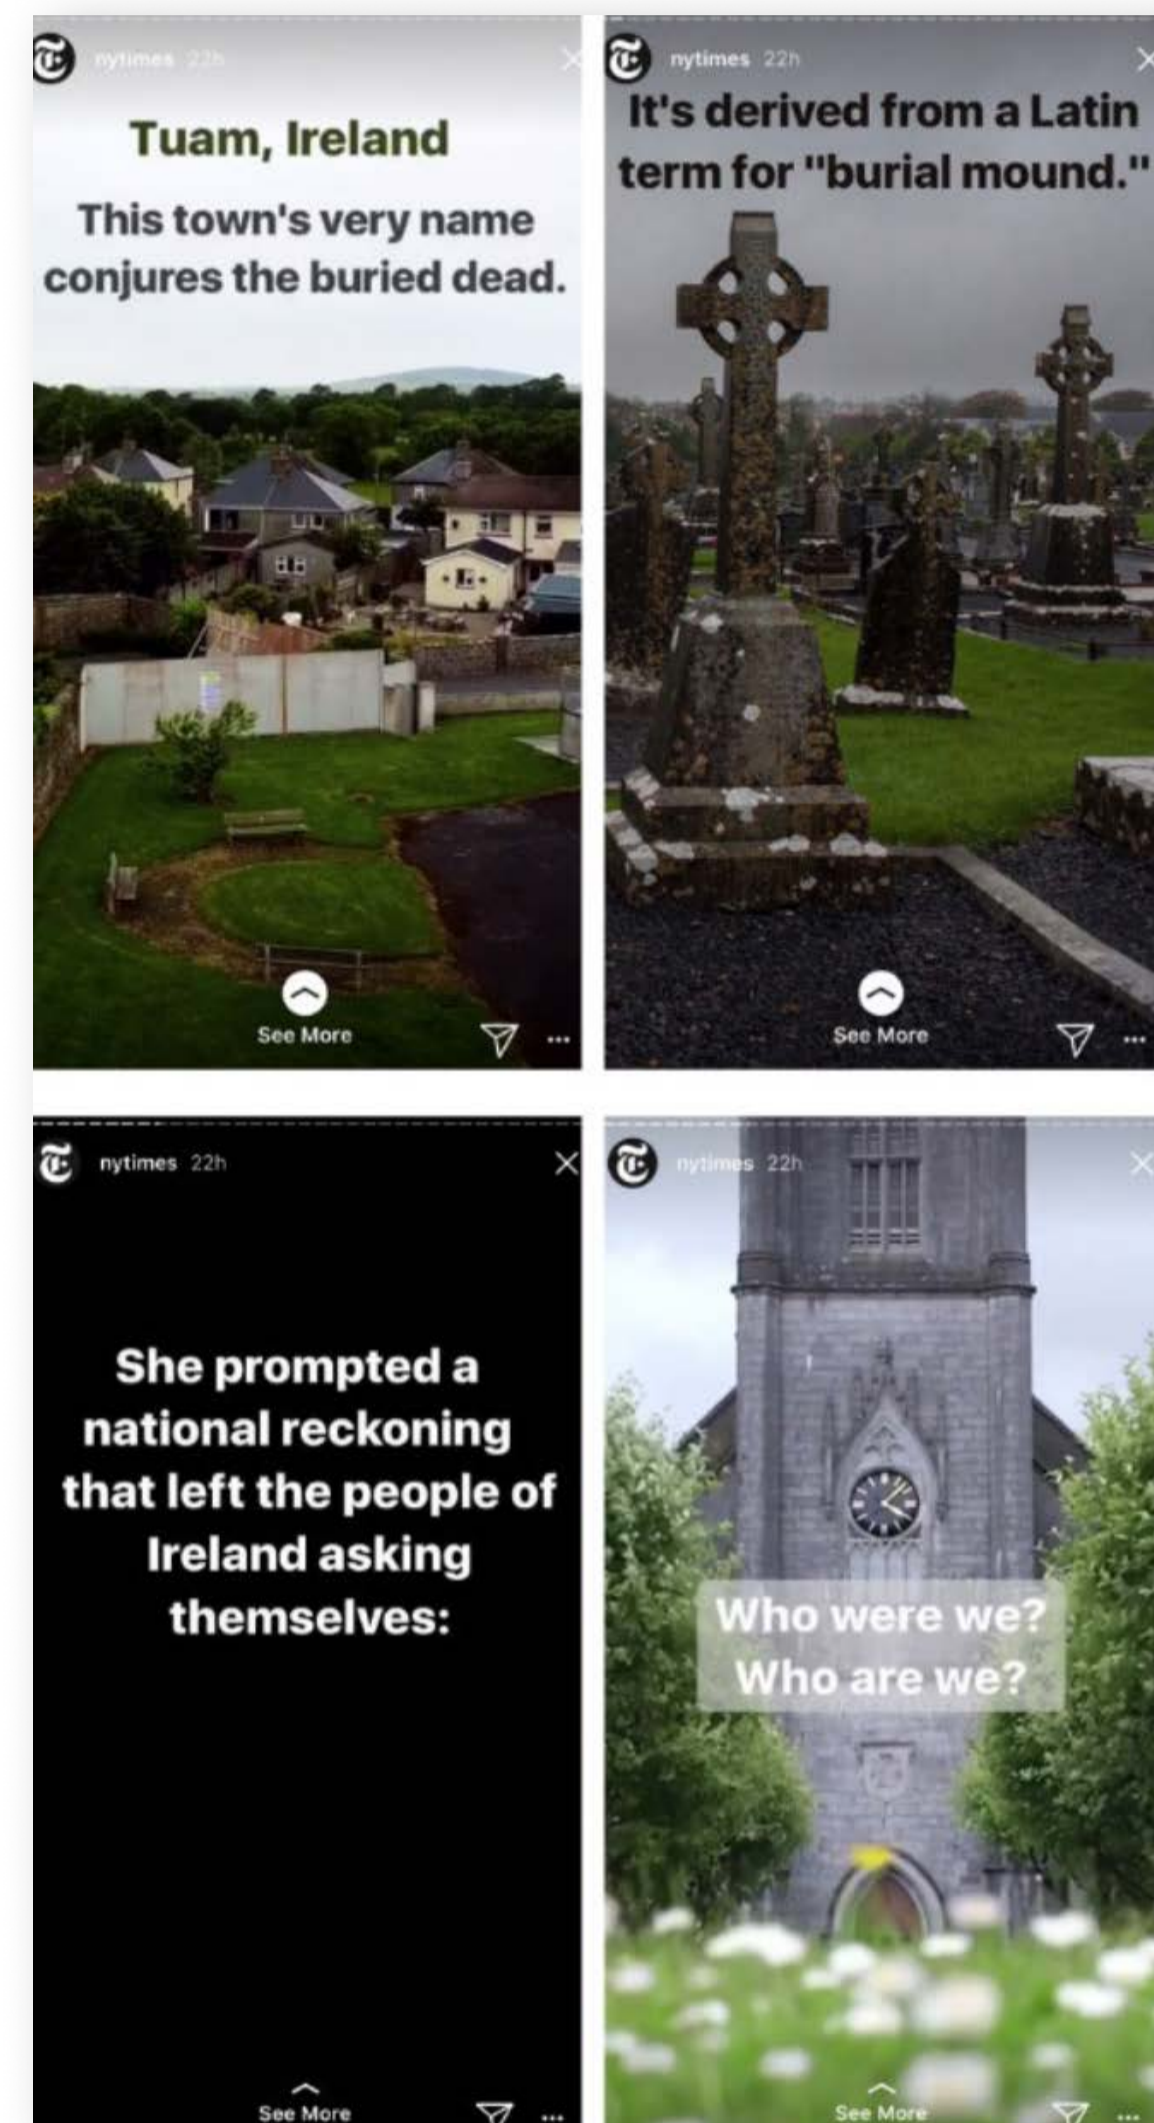 nytimes 22h
Tuam, Ireland
This town's very name
conjures the buried dead.
See More
nytimes 22h
It's derived from a Latin
term for "burial mound."
See More
nytimes 22h
She prompted a
national reckoning
that left the people of
Ireland asking
themselves:
See More
nytimes 22h
Who were we?
Who are we?
See More